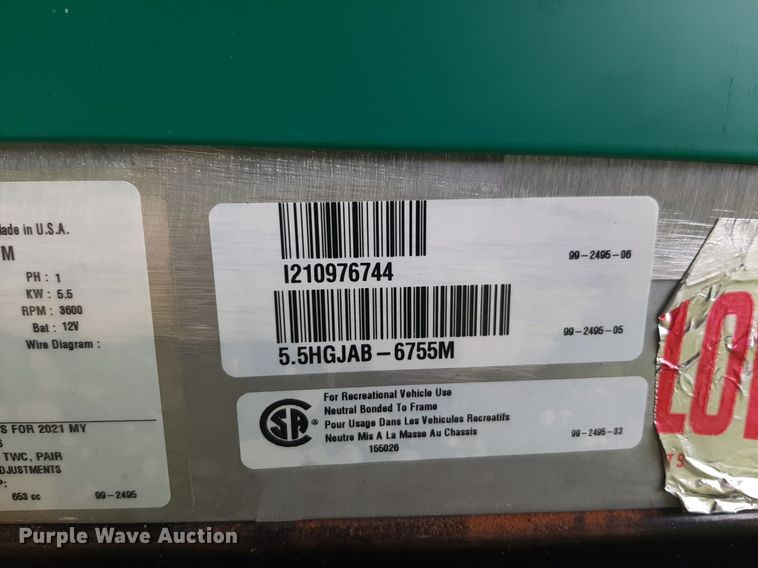 Made in U.S.A.
M
PH : 1
KW : 5.5
RPM : 3600
Bat : 12V
Wire Diagram :
S FOR 2021 MY
S
TWC, PAIR
DJUSTMENTS
P:
653 cc
99-2495
I210976744
99-2495-06
5.5HGJAB-6755M
99-2495-05
CSA®
For Recreational Vehicle Use
Neutral Bonded To Frame
Pour Usage Dans Les Vehicules Recreatifs
Neutre Mis A La Masse Au Chassis
155026
99-2495-03
LO
TS
Purple Wave Auction